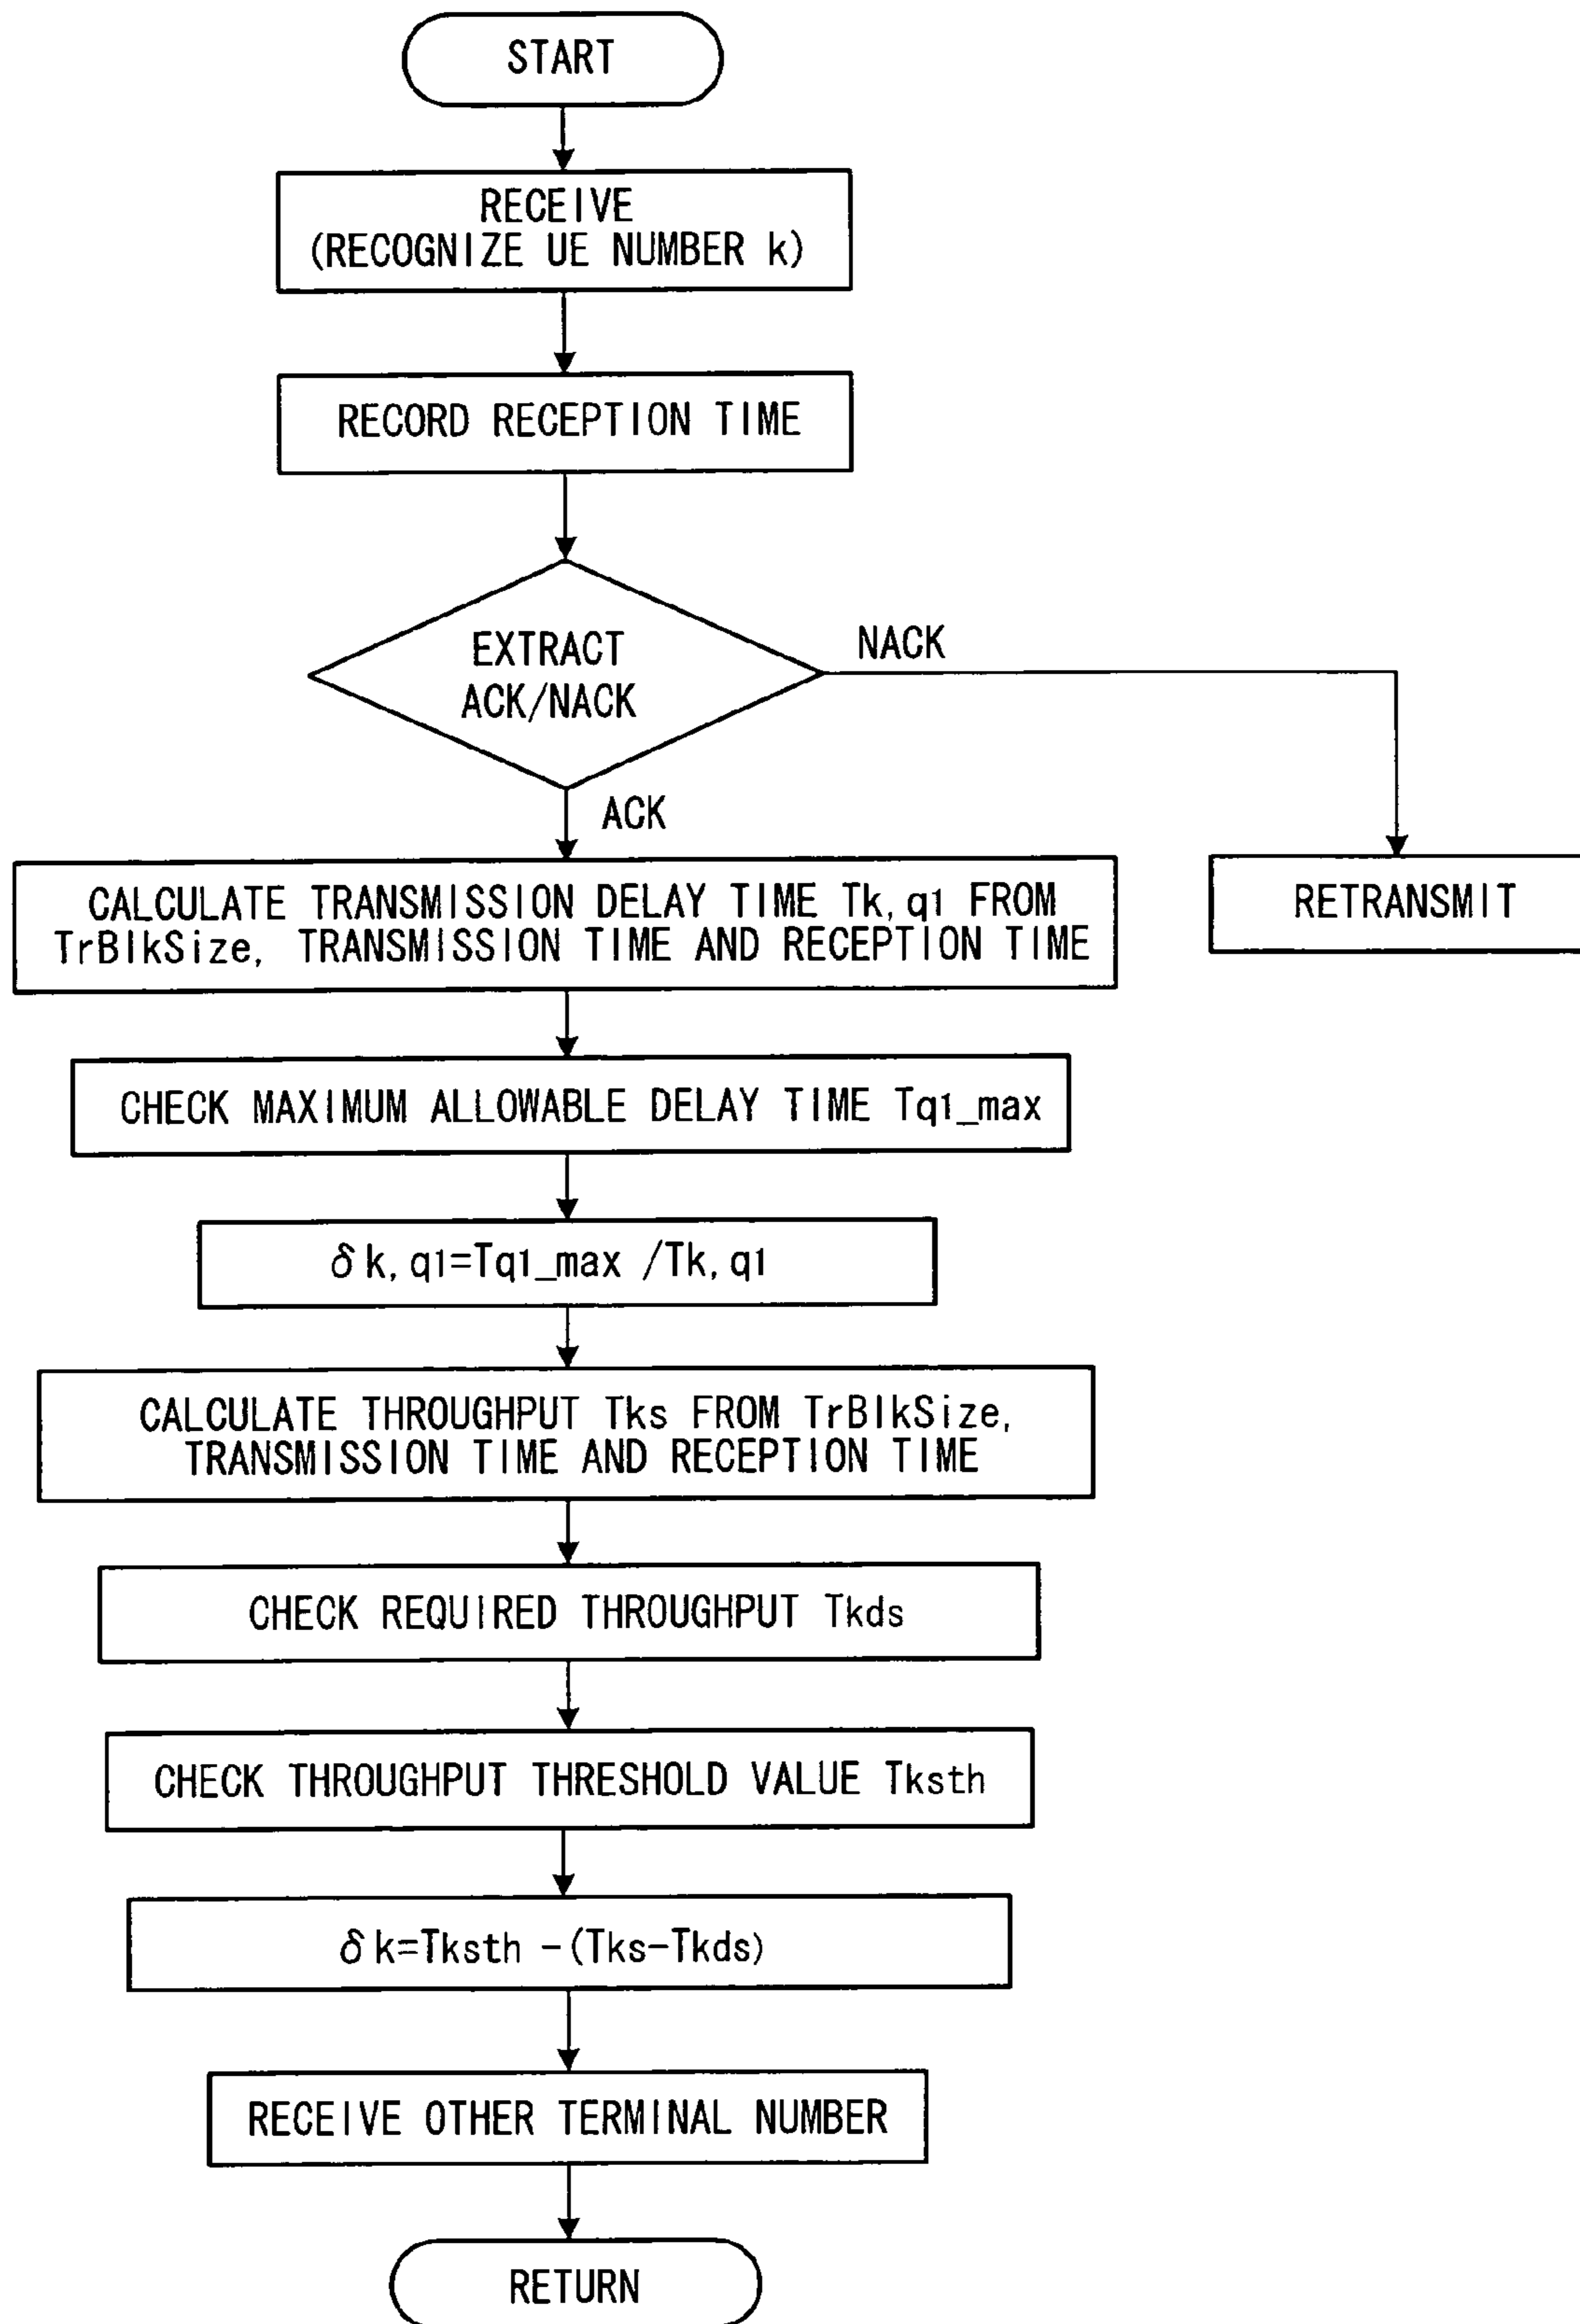 START
RECEIVE
(RECOGNIZE UE NUMBER k)
RECORD RECEPTION TIME
EXTRACT
ACK/NACK
NACK
ACK
CALCULATE TRANSMISSION DELAY TIME Tk,q1 FROM
TrBlkSize, TRANSMISSION TIME AND RECEPTION TIME
RETRANSMIT
CHECK MAXIMUM ALLOWABLE DELAY TIME Tq1_max
δk,q1=Tq1_max /Tk,q1
CALCULATE THROUGHPUT Tks FROM TrBlkSize,
TRANSMISSION TIME AND RECEPTION TIME
CHECK REQUIRED THROUGHPUT Tkds
CHECK THROUGHPUT THRESHOLD VALUE Tksth
δk=Tksth -(Tks-Tkds)
RECEIVE OTHER TERMINAL NUMBER
RETURN